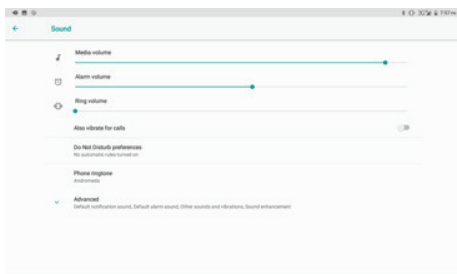 Sound
Media volume
Alarm volume
Ring volume
Also vibrate for calls
Do Not Disturb preferences
No automatic rules turned on
Phone ringtone
Andromeda
Advanced
Default notification sound, Default alarm sound, Other sounds and vibrations, Sound enhancement